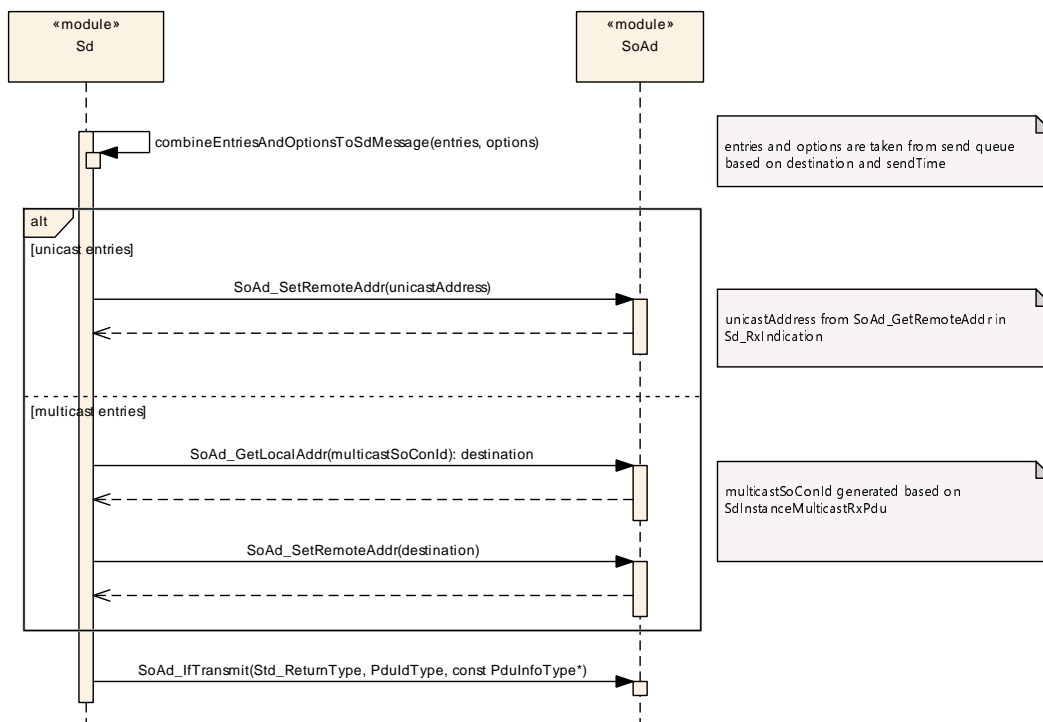 «module»
Sd
«module»
SoAd
combineEntriesAndOptionsToSdMessage(entries, options)
entries and options are taken from send queue
based on destination and sendTime
alt
[unicast entries]
SoAd_SetRemoteAddr(unicastAddress)
unicastAddress from SoAd_GetRemoteAddr in
Sd_RxIndication
[multicast entries]
SoAd_GetLocalAddr(multicastSoConId): destination
multicastSoConId generated based on
SdInstanceMulticastRxPdu
SoAd_SetRemoteAddr(destination)
SoAd_IfTransmit(Std_ReturnType, PduIdType, const PduInfoType*)